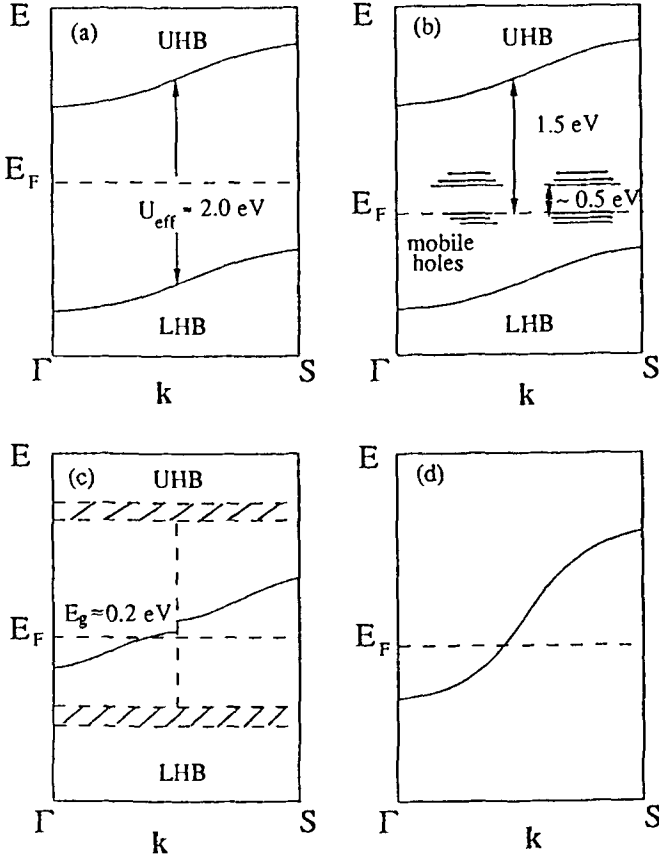 E
(a)
UHB
E_F
U_eff ≈ 2.0 eV
LHB
Γ
k
S
E
(b)
UHB
1.5 eV
E_F
~ 0.5 eV
mobile
holes
LHB
Γ
k
S
E
(c)
UHB
E_g≈0.2 eV
E_F
LHB
Γ
k
S
E
(d)
E_F
Γ
k
S